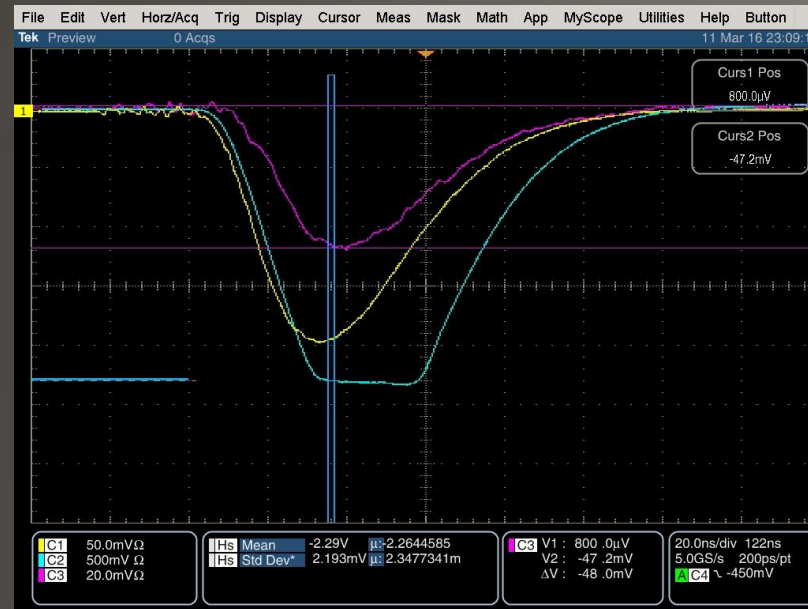 File Edit Vert Horz/Acq Trig Display Cursor Meas Mask Math App MyScope Utilities Help Button
Tek Preview 0 Acqs 11 Mar 16 23:09:1
Curs1 Pos
800.0µV
Curs2 Pos
-47.2mV
1
C1 50.0mVΩ
C2 500mVΩ
C3 20.0mVΩ
Hs Mean -2.29V µ:-2.2644585
Hs Std Dev* 2.193mV µ: 2.3477341m
C3 V1 : 800 .0µV
V2 : -47 .2mV
ΔV : -48 .0mV
20.0ns/div 122ns
5.0GS/s 200ps/pt
A C4 ↘ -450mV